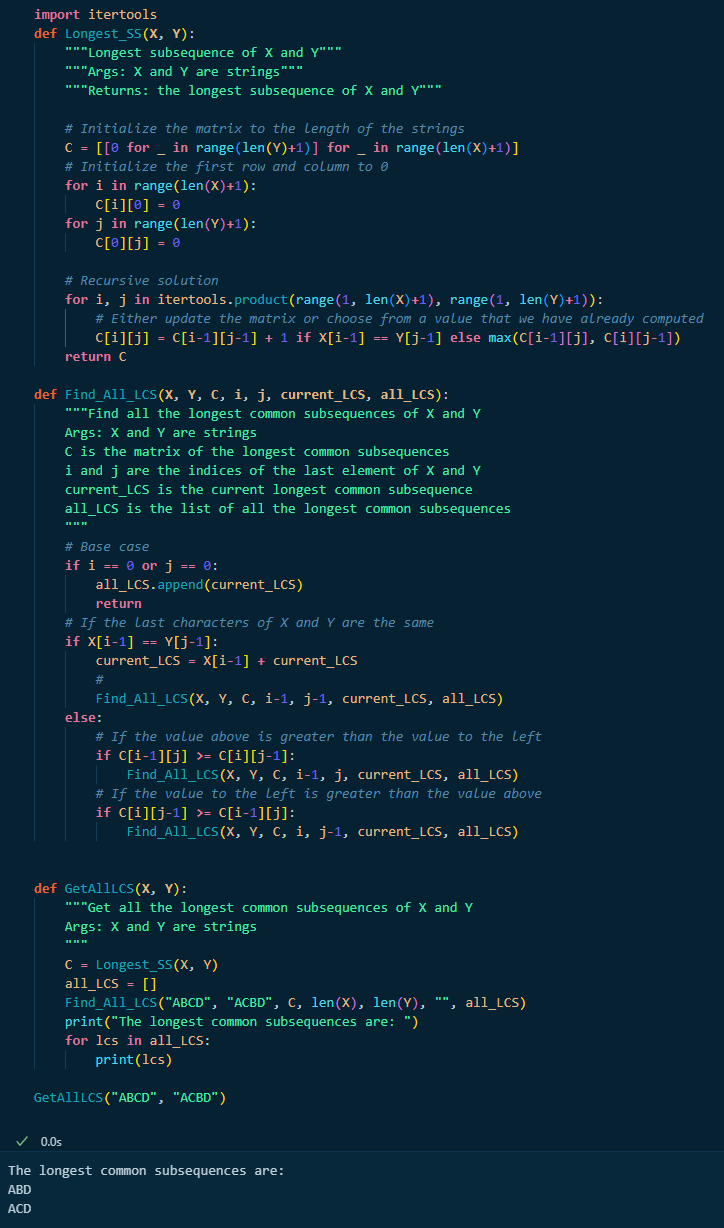 import itertools
def Longest_SS(X, Y):
    """Longest subsequence of X and Y"""
    """Args: X and Y are strings"""
    """Returns: the longest subsequence of X and Y"""

    # Initialize the matrix to the length of the strings
    C = [[0 for _ in range(len(Y)+1)] for _ in range(len(X)+1)]
    # Initialize the first row and column to 0
    for i in range(len(X)+1):
        C[i][0] = 0
    for j in range(len(Y)+1):
        C[0][j] = 0

    # Recursive solution
    for i, j in itertools.product(range(1, len(X)+1), range(1, len(Y)+1)):
        # Either update the matrix or choose from a value that we have already computed
        C[i][j] = C[i-1][j-1] + 1 if X[i-1] == Y[j-1] else max(C[i-1][j], C[i][j-1])
    return C

def Find_All_LCS(X, Y, C, i, j, current_LCS, all_LCS):
    """Find all the longest common subsequences of X and Y
    Args: X and Y are strings
    C is the matrix of the longest common subsequences
    i and j are the indices of the last element of X and Y
    current_LCS is the current longest common subsequence
    all_LCS is the list of all the longest common subsequences
    """
    # Base case
    if i == 0 or j == 0:
        all_LCS.append(current_LCS)
        return
    # If the last characters of X and Y are the same
    if X[i-1] == Y[j-1]:
        current_LCS = X[i-1] + current_LCS
        #
        Find_All_LCS(X, Y, C, i-1, j-1, current_LCS, all_LCS)
    else:
        # If the value above is greater than the value to the left
        if C[i-1][j] >= C[i][j-1]:
            Find_All_LCS(X, Y, C, i-1, j, current_LCS, all_LCS)
        # If the value to the left is greater than the value above
        if C[i][j-1] >= C[i-1][j]:
            Find_All_LCS(X, Y, C, i, j-1, current_LCS, all_LCS)


def GetAllLCS(X, Y):
    """Get all the longest common subsequences of X and Y
    Args: X and Y are strings
    """
    C = Longest_SS(X, Y)
    all_LCS = []
    Find_All_LCS("ABCD", "ACBD", C, len(X), len(Y), "", all_LCS)
    print("The longest common subsequences are: ")
    for lcs in all_LCS:
        print(lcs)

GetAllLCS("ABCD", "ACBD")

✓ 0.0s
The longest common subsequences are:
ABD
ACD